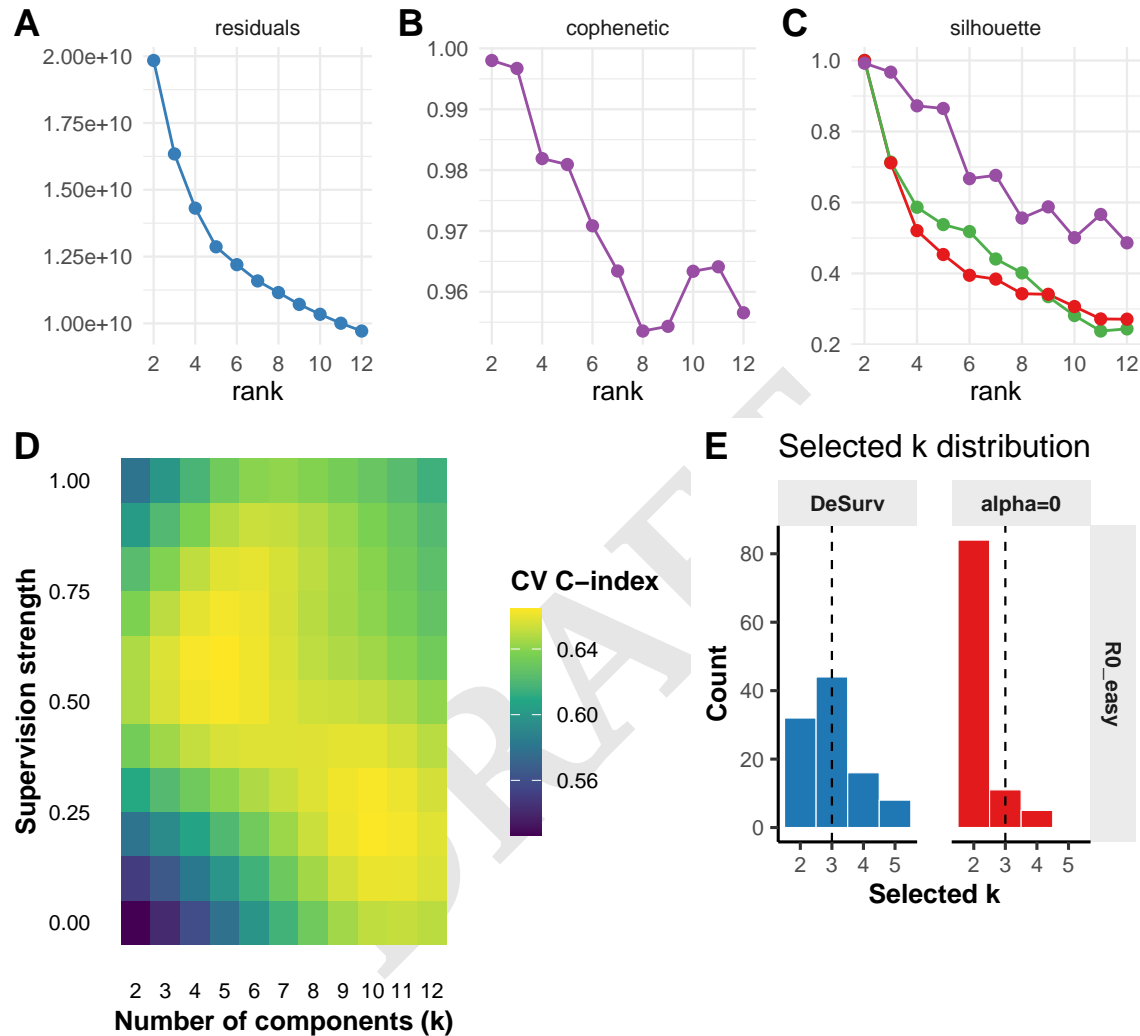 A
residuals
2.00e+10
1.75e+10
1.50e+10
1.25e+10
1.00e+10
2 4 6 8 10 12
rank
B
cophenetic
1.00
0.99
0.98
0.97
0.96
2 4 6 8 10 12
rank
C
silhouette
1.0
0.8
0.6
0.4
0.2
2 4 6 8 10 12
rank
D
Supervision strength
1.00
0.75
0.50
0.25
0.00
2 3 4 5 6 7 8 9 10 11 12
Number of components (k)
CV C−index
0.64
0.60
0.56
E
Selected k distribution
DeSurv
alpha=0
R0_easy
Count
80
60
40
20
0
2 3 4 5
2 3 4 5
Selected k
DRAFT